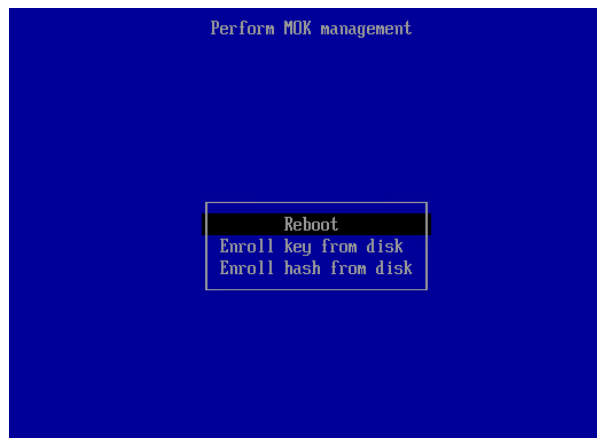 Perform MOK management
Reboot
Enroll key from disk
Enroll hash from disk